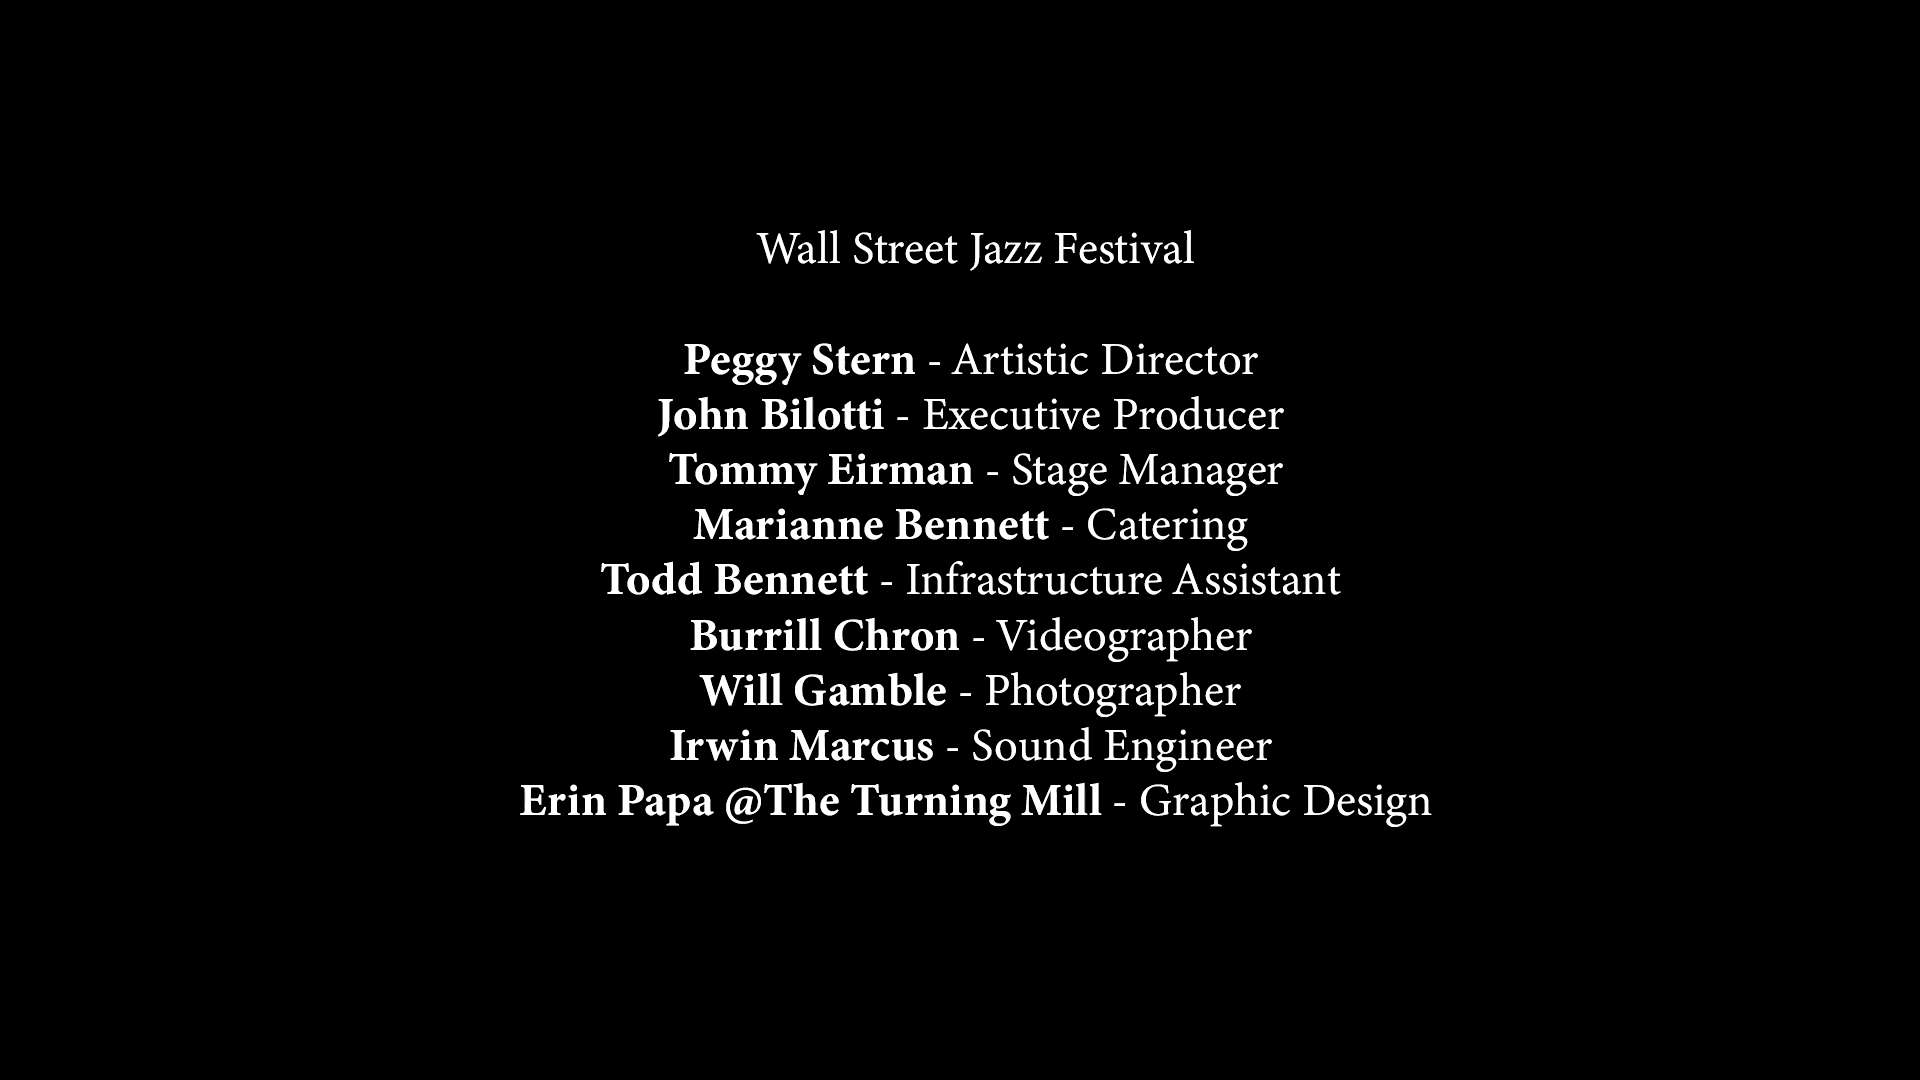 Wall Street Jazz Festival
Peggy Stern - Artistic Director
John Bilotti - Executive Producer
Tommy Eirman - Stage Manager
Marianne Bennett - Catering
Todd Bennett - Infrastructure Assistant
Burrill Chron - Videographer
Will Gamble - Photographer
Irwin Marcus - Sound Engineer
Erin Papa @The Turning Mill - Graphic Design